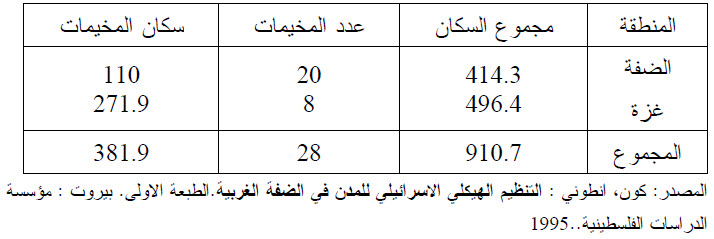 المنطقة مجموع السكان عدد المخيمات سكان المخيمات
الضفة 414.3 20 110
غزة 496.4 8 271.9
المجموع 910.7 28 381.9
المصدر: كون، انطوني : التنظيم الهيكلي الاسرائيلي للمدن في الضفة الغربية.الطبعة الاولى. بيروت : مؤسسة
الدراسات الفلسطينية..1995